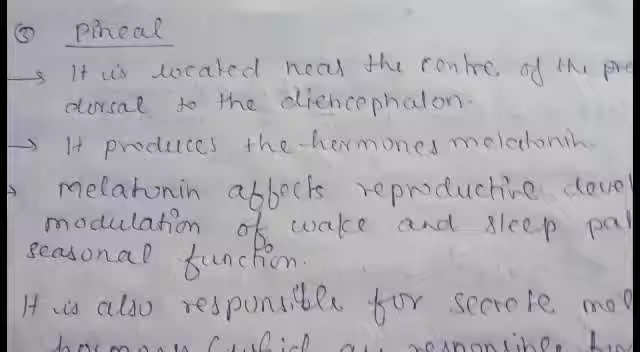 ③ Pineal
→ It is located near the centre of the
dorsal to the diencephalon.
→ It produces the hormones melatonin.
melatonin affects reproductive
modulation of wake and sleep
seasonal function.
It is also responsible for secrete